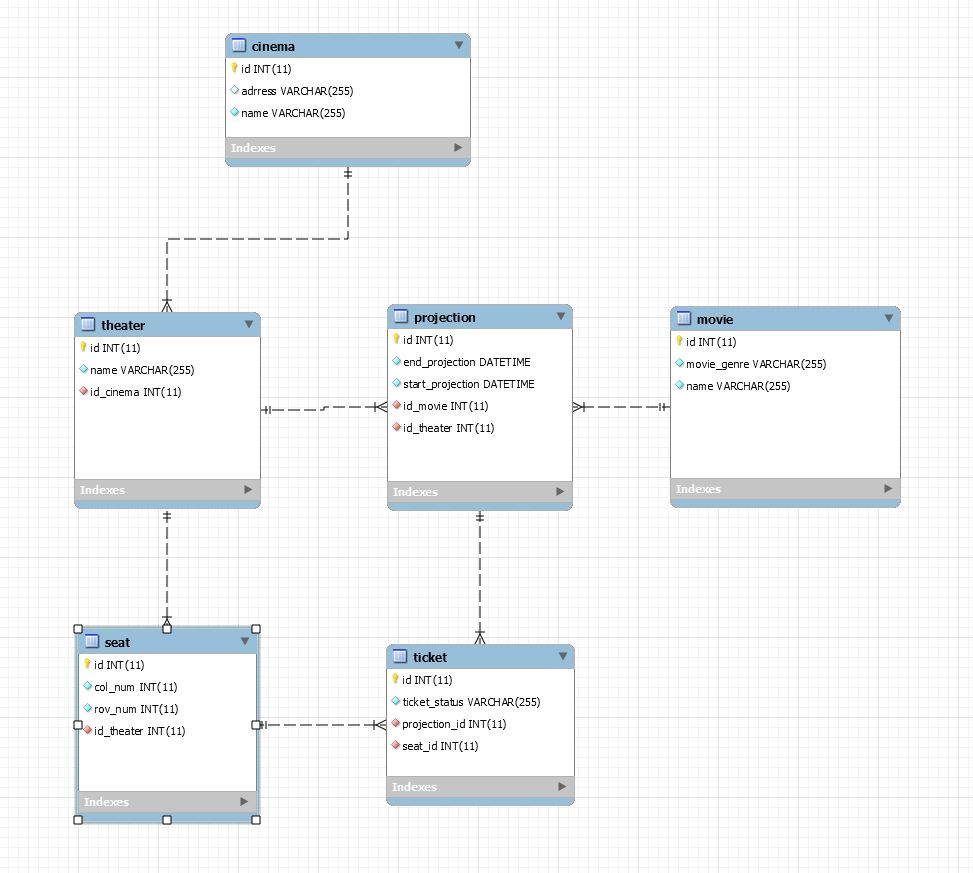 cinema
id INT(11)
adrress VARCHAR(255)
name VARCHAR(255)
Indexes
theater
id INT(11)
name VARCHAR(255)
id_cinema INT(11)
Indexes
projection
id INT(11)
end_projection DATETIME
start_projection DATETIME
id_movie INT(11)
id_theater INT(11)
Indexes
movie
id INT(11)
movie_genre VARCHAR(255)
name VARCHAR(255)
Indexes
seat
id INT(11)
col_num INT(11)
rov_num INT(11)
id_theater INT(11)
Indexes
ticket
id INT(11)
ticket_status VARCHAR(255)
projection_id INT(11)
seat_id INT(11)
Indexes